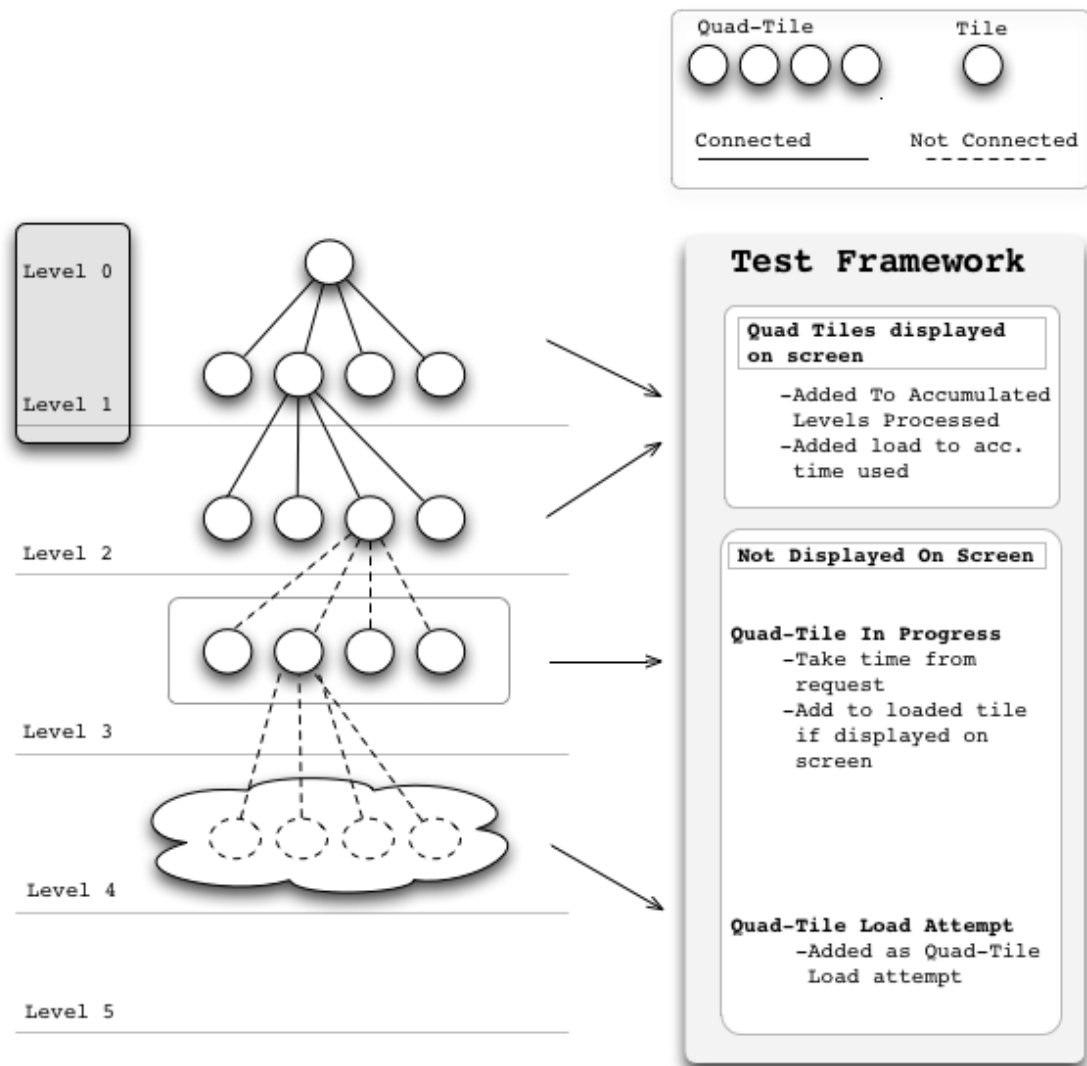 Quad-Tile
Tile
Connected
Not Connected
Level 0
Level 1
Level 2
Level 3
Level 4
Level 5
Test Framework
Quad Tiles displayed
on screen
-Added To Accumulated
Levels Processed
-Added load to acc.
time used
Not Displayed On Screen
Quad-Tile In Progress
-Take time from
request
-Add to loaded tile
if displayed on
screen
Quad-Tile Load Attempt
-Added as Quad-Tile
Load attempt